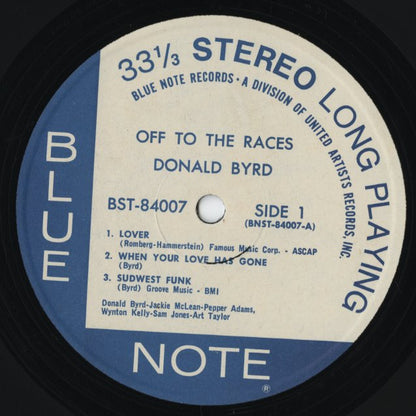 33⅓ STEREO LONG PLAYING
BLUE NOTE RECORDS · A DIVISION OF UNITED ARTISTS RECORDS, INC.
OFF TO THE RACES
DONALD BYRD
BST-84007
SIDE 1
(BNST-84007-A)
1. LOVER
(Romberg-Hammerstein) Famous Music Corp. - ASCAP
2. WHEN YOUR LOVE HAS GONE
(Byrd)
3. SUDWEST FUNK
(Byrd) Groove Music - BMI
Donald Byrd-Jackie McLean-Pepper Adams,
Wynton Kelly-Sam Jones-Art Taylor
BLUE
NOTE
®